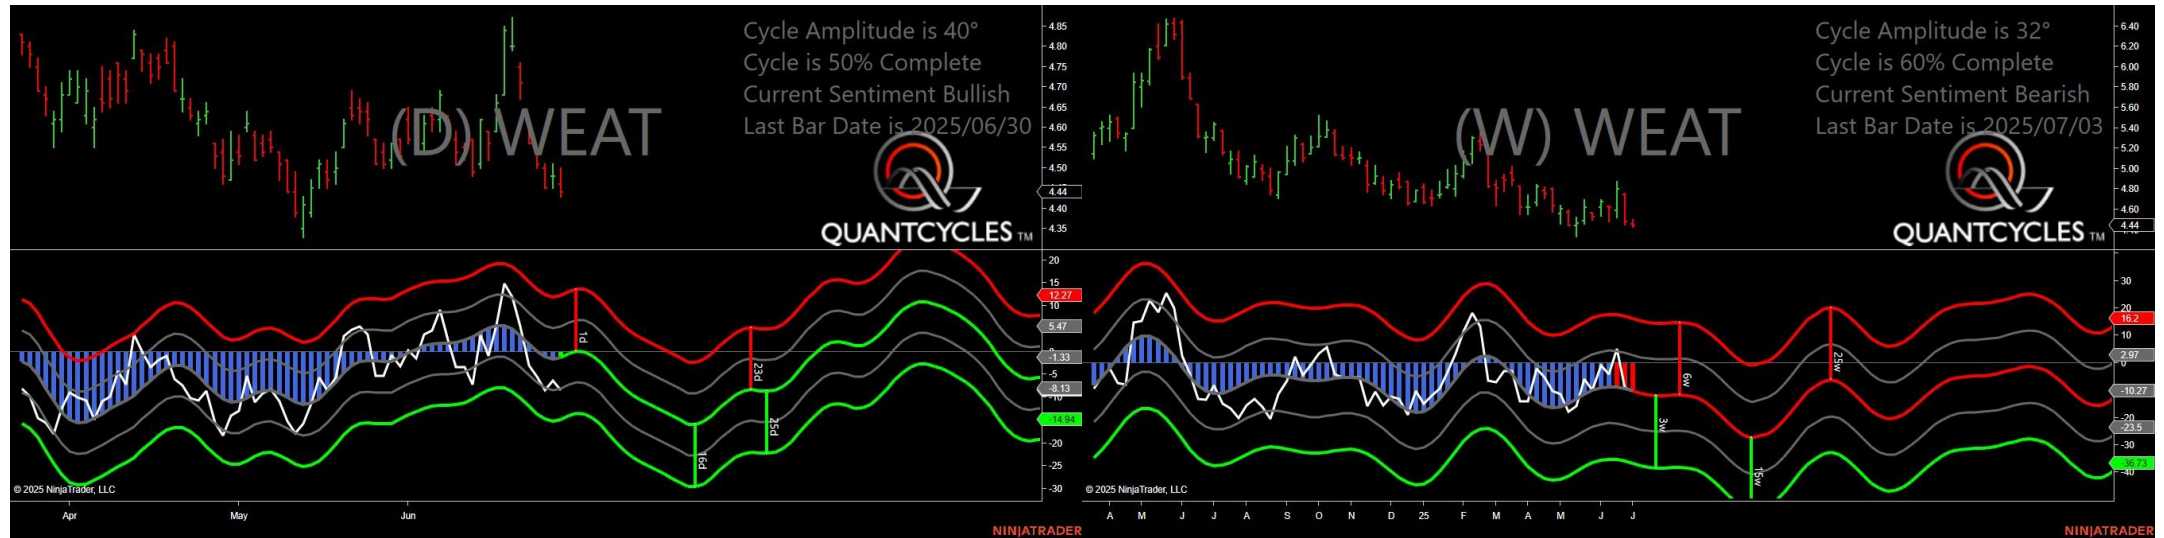 Cycle Amplitude is 40°
Cycle is 50% Complete
Current Sentiment Bullish
Last Bar Date is 2025/06/30
(D) WEAT
QUANTCYCLES TM
4.85
4.80
4.75
4.70
4.65
4.60
4.55
4.50
4.44
4.40
4.35
20
15
12.27
10
5.47
-1.33
-5
-8.13
-14.94
-20
-25
-30
1d
16d
23d
25d
© 2025 NinjaTrader, LLC
Apr
May
Jun
NINJATRADER
Cycle Amplitude is 32°
Cycle is 60% Complete
Current Sentiment Bearish
Last Bar Date is 2025/07/03
(W) WEAT
QUANTCYCLES TM
6.40
6.20
6.00
5.80
5.60
5.40
5.20
5.00
4.80
4.60
4.44
30
20
16.2
10
2.97
0
-10.27
-20
-23.5
-30
-36.73
-40
6w
3w
15w
25w
© 2025 NinjaTrader, LLC
A M J J A S O N D 25 F M A M J J
NINJATRADER